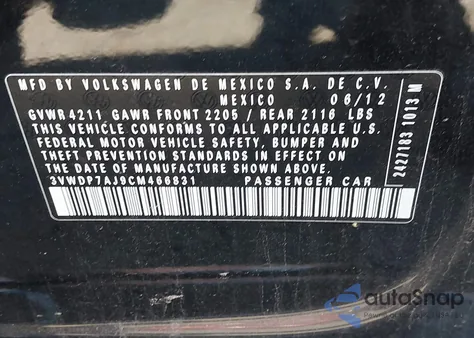 MFD BY VOLKSWAGEN DE MEXICO S.A. DE C.V.
MEXICO 06/12
GVWR 4211 GAWR FRONT 2205 / REAR 2116 LBS
THIS VEHICLE CONFORMS TO ALL APPLICABLE U.S.
FEDERAL MOTOR VEHICLE SAFETY, BUMPER AND
THEFT PREVENTION STANDARDS IN EFFECT ON
THE DATE OF MANUFACTURE SHOWN ABOVE.
3VWDP7AJ9CM466831 PASSENGER CAR
2427183 1013 M
autoSnap